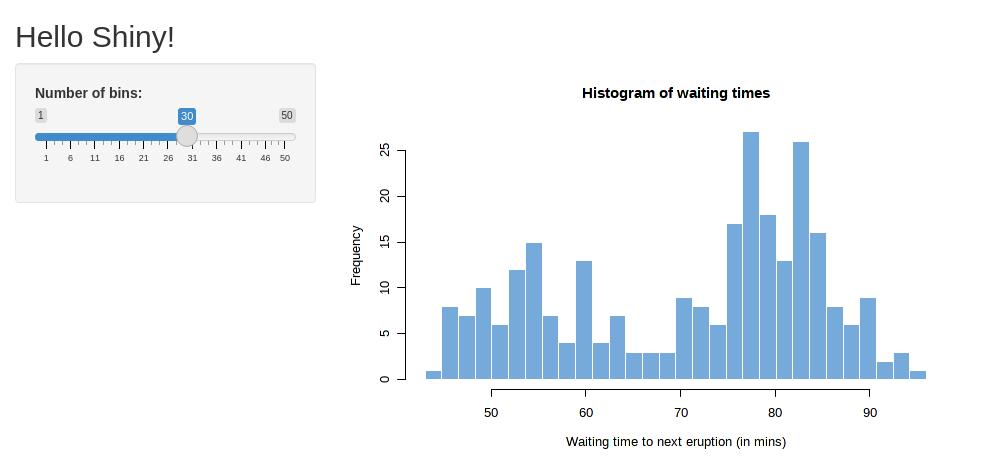 Hello Shiny!
Number of bins:
1 30 50
1 6 11 16 21 26 31 36 41 46 50
Histogram of waiting times
Frequency
25
20
15
10
5
0
50 60 70 80 90
Waiting time to next eruption (in mins)